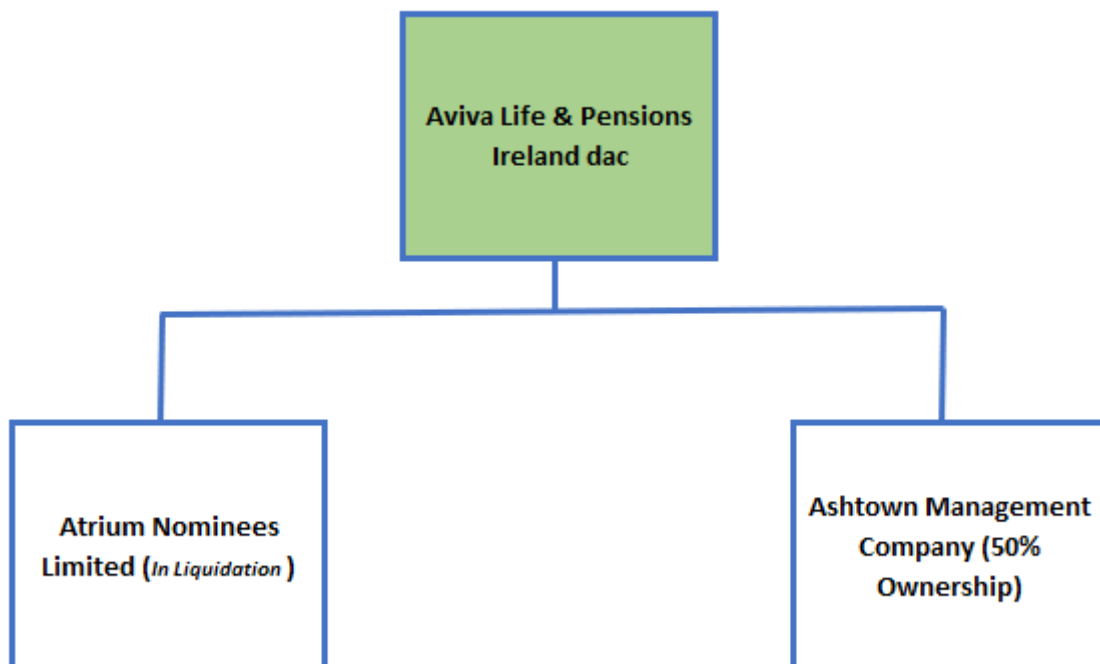 Aviva Life & Pensions
Ireland dac
Atrium Nominees
Limited (In Liquidation )
Ashtown Management
Company (50%
Ownership)